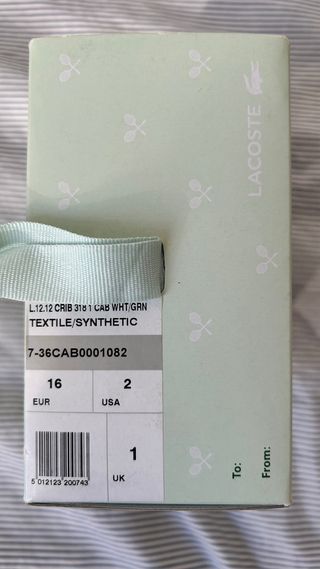 LACOSTE
L.12.12 CRIB 318 1 CAB WHT/GRN
TEXTILE/SYNTHETIC
7-36CAB0001082
16
EUR
2
USA
1
UK
5 012123 200743
To:
From: